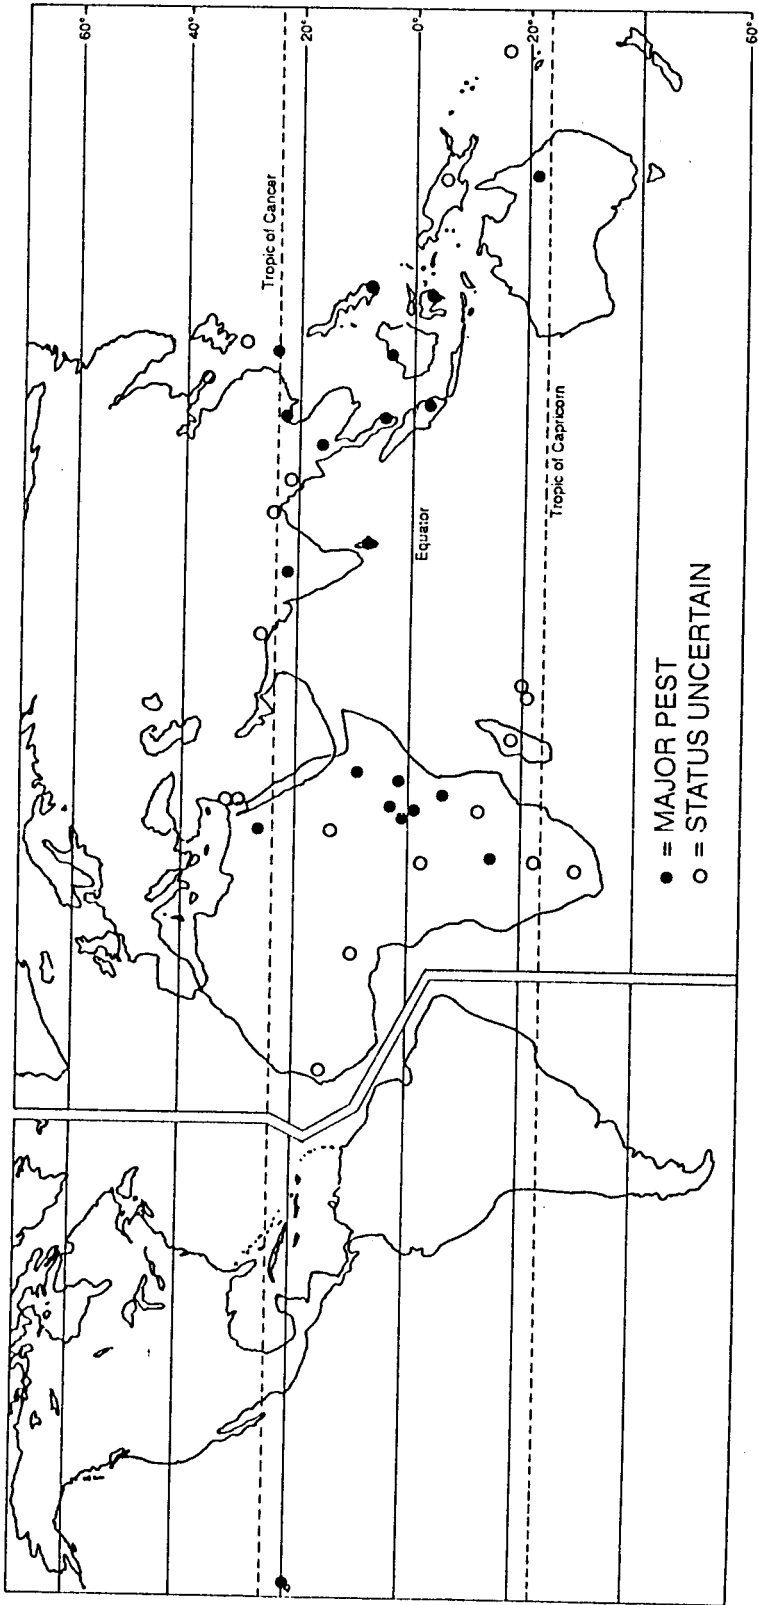 60°
40°
20°
0°
20°
60°
Tropic of Cancer
Equator
Tropic of Capricorn
● = MAJOR PEST
○ = STATUS UNCERTAIN